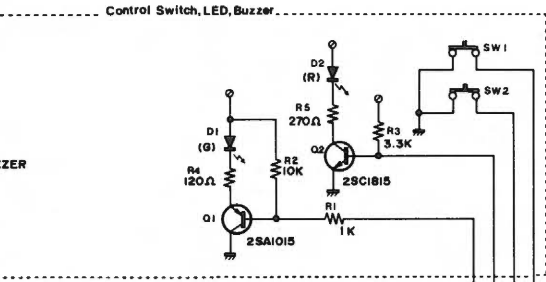 Control Switch, LED, Buzzer
D2
(R)
SW1
SW2
R5
270Ω
R3
3.3K
D1
(G)
ZZER
R2
10K
Q2
R4
120Ω
2SC1815
R1
1K
Q1
2SA1015